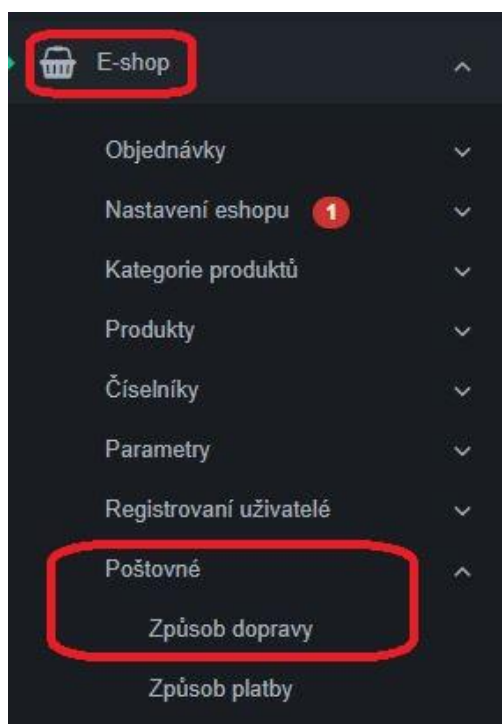 E-shop
Objednávky
Nastavení eshopu 1
Kategorie produktů
Produkty
Číselníky
Parametry
Registrovaní uživatelé
Poštovné
Způsob dopravy
Způsob platby